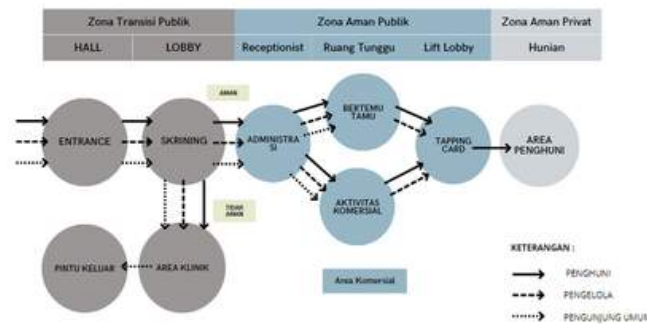 Zona Transisi Publik
Zona Aman Publik
Zona Aman Privat
HALL
LOBBY
Receptionist
Ruang Tunggu
Lift Lobby
Hunian
AMAN
ENTRANCE
SKRINING
ADMINISTRA
SI
BERTEMU
TAMU
TAPPING
CARD
AREA
PENGHUNI
AKTIVITAS
KOMERSIAL
TIDAK
AMAN
PINTU KELUAR
AREA KLINIK
Area Komersial
KETERANGAN :
PENGHUNI
PENGELOLA
PENGUNJUNG UMUM